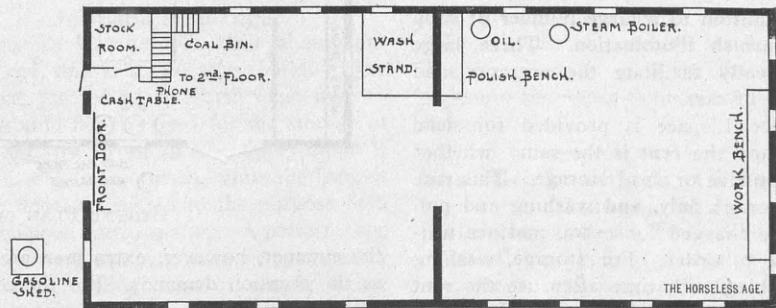 STOCK
ROOM.
COAL BIN.
TO 2ND. FLOOR.
PHONE
CASH TABLE.
FRONT DOOR
WASH
STAND.
OIL.
STEAM BOILER.
POLISH BENCH.
WORK BENCH.
GASOLINE
SHED.
THE HORSELESS AGE.